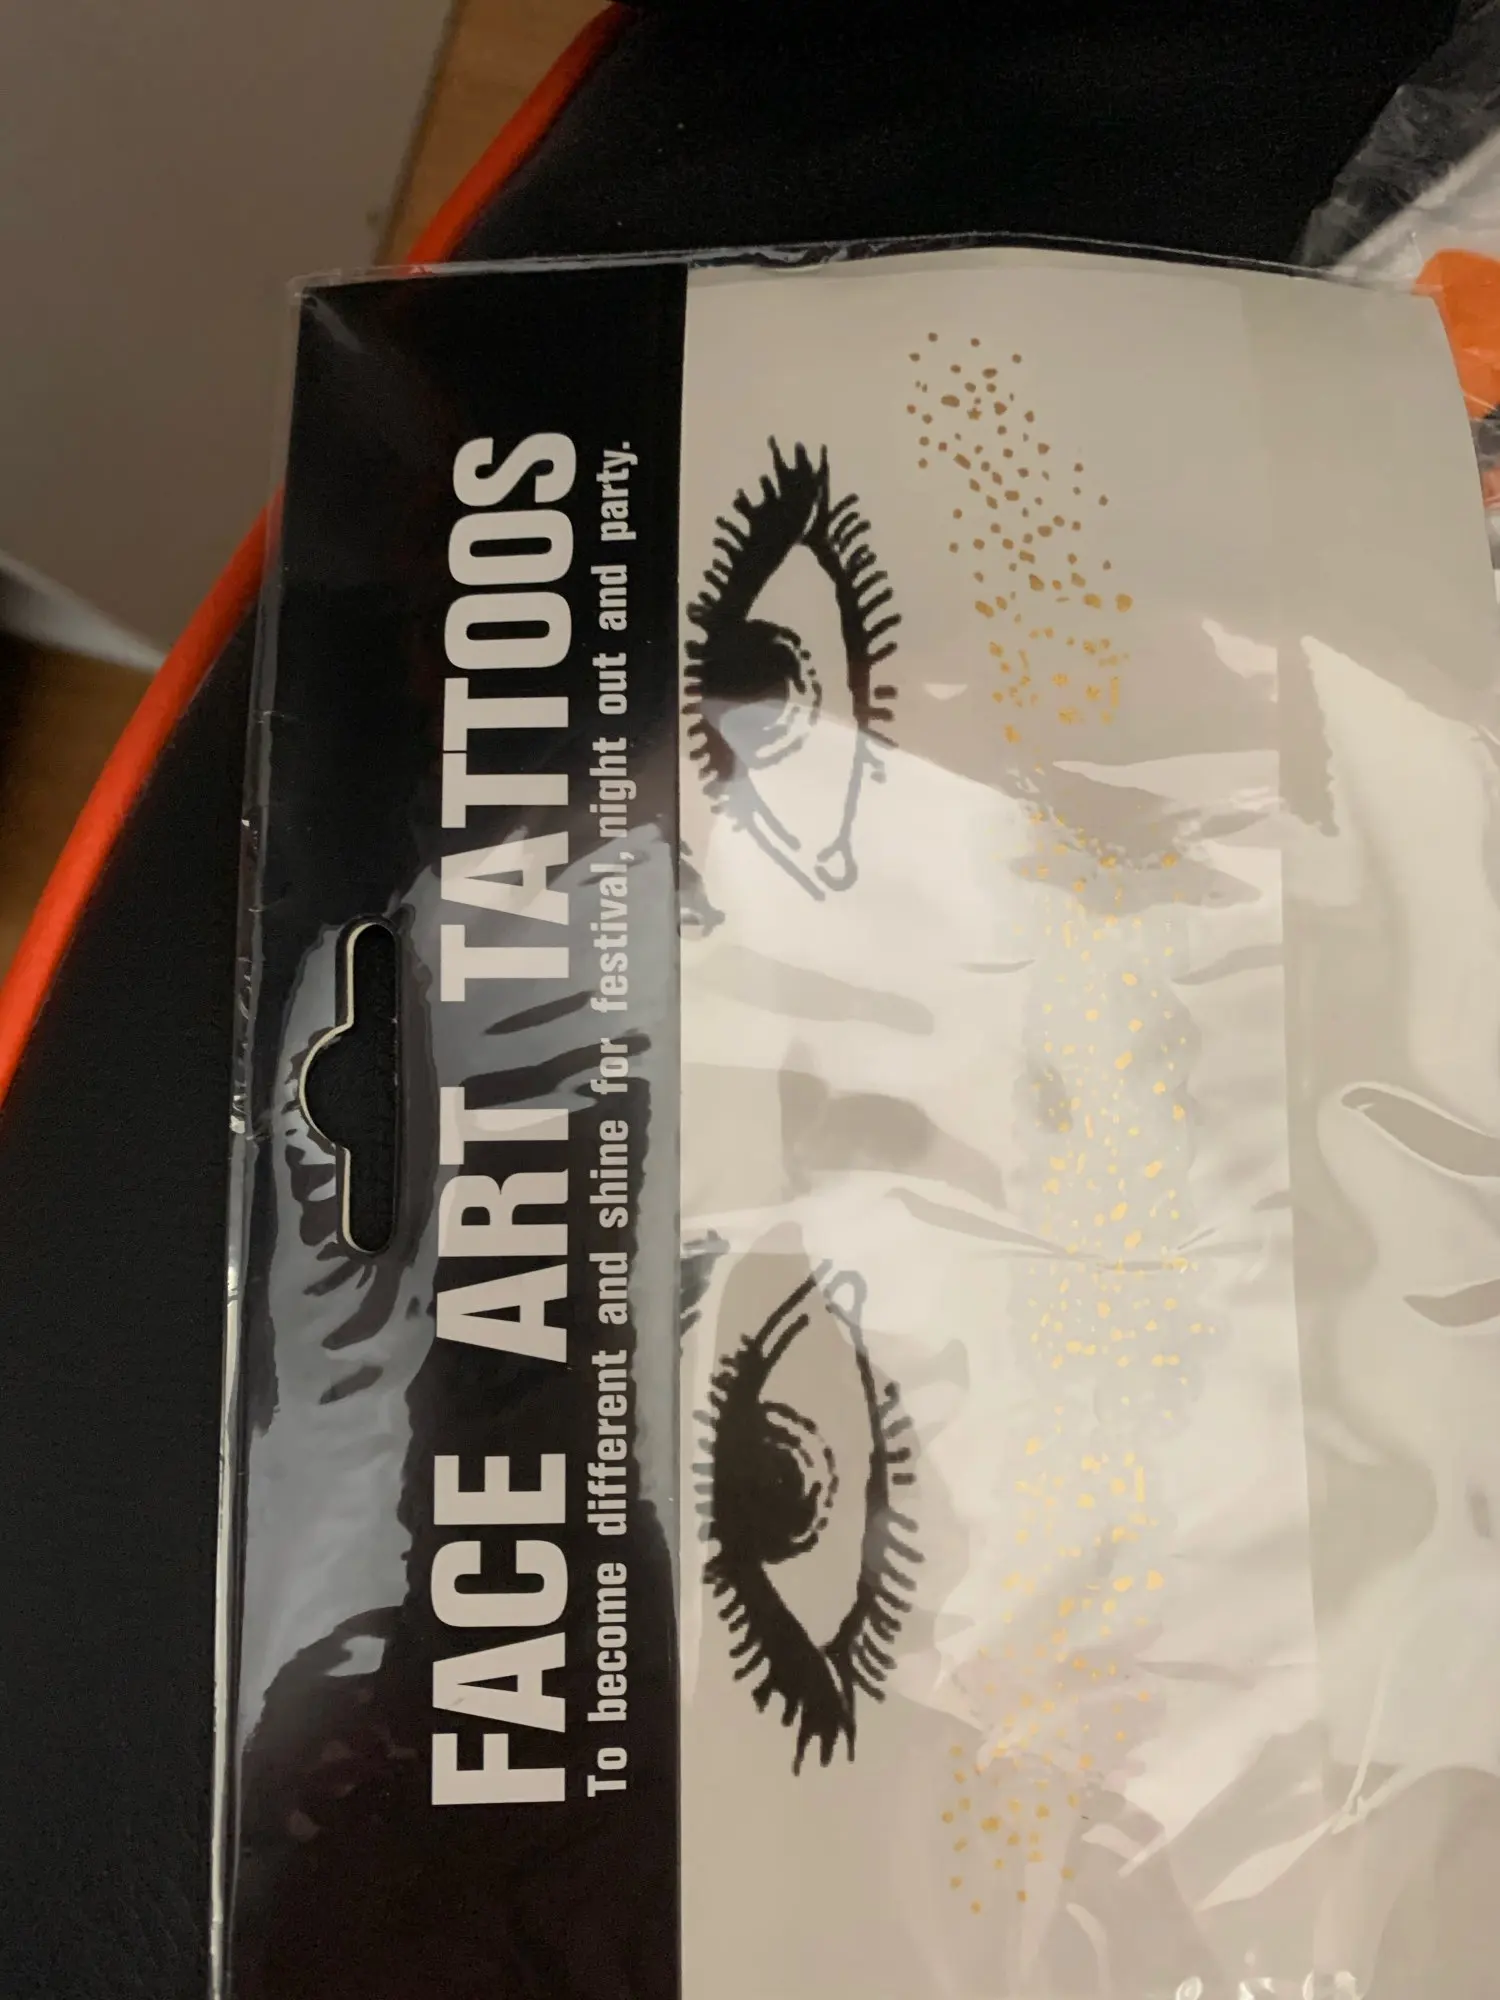 FACE ART TATTOOS
To become different and shine for festival, night out and party.